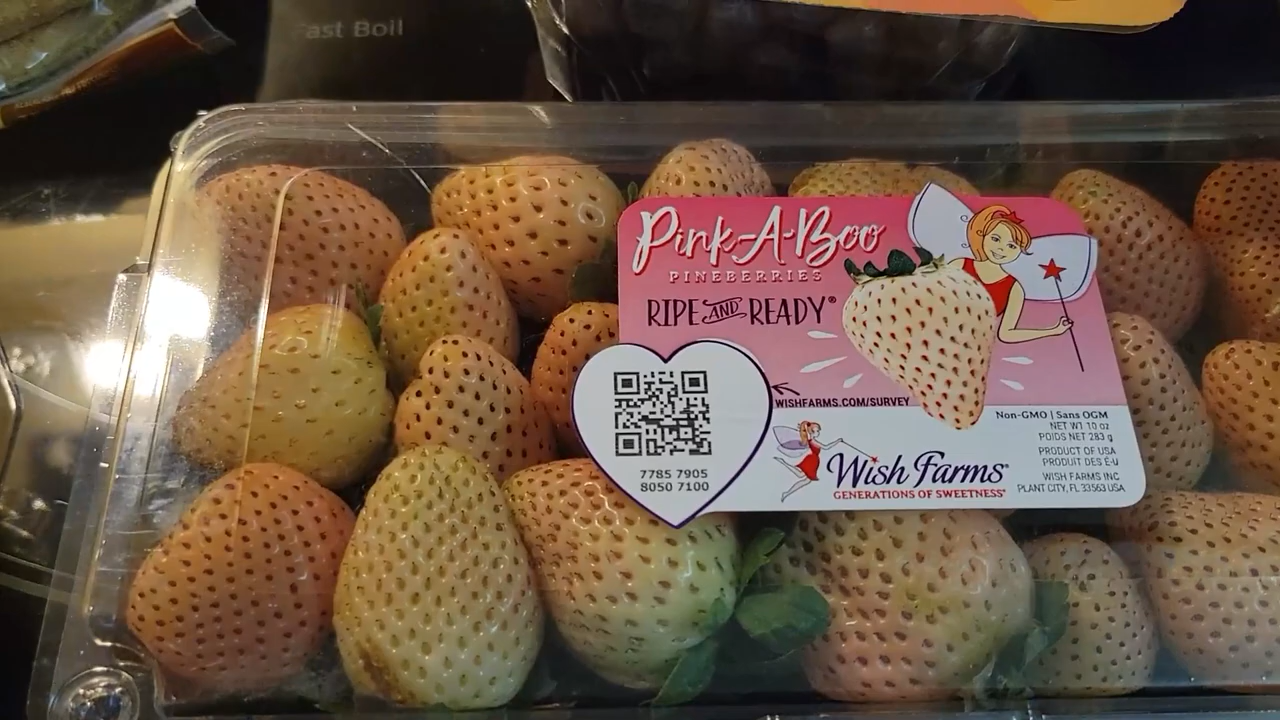 ast Boil
Pink-A-Boo
PINEBERRIES
RIPE AND READY®
WISHFARMS.COM/SURVEY
7785 7905
8050 7100
Wish Farms®
GENERATIONS OF SWEETNESS®
Non-GMO | Sans OGM
NET WT 10 oz
POIDS NET 283 g
PRODUCT OF USA
PRODUIT DES É-U
WISH FARMS INC
PLANT CITY, FL 33563 USA